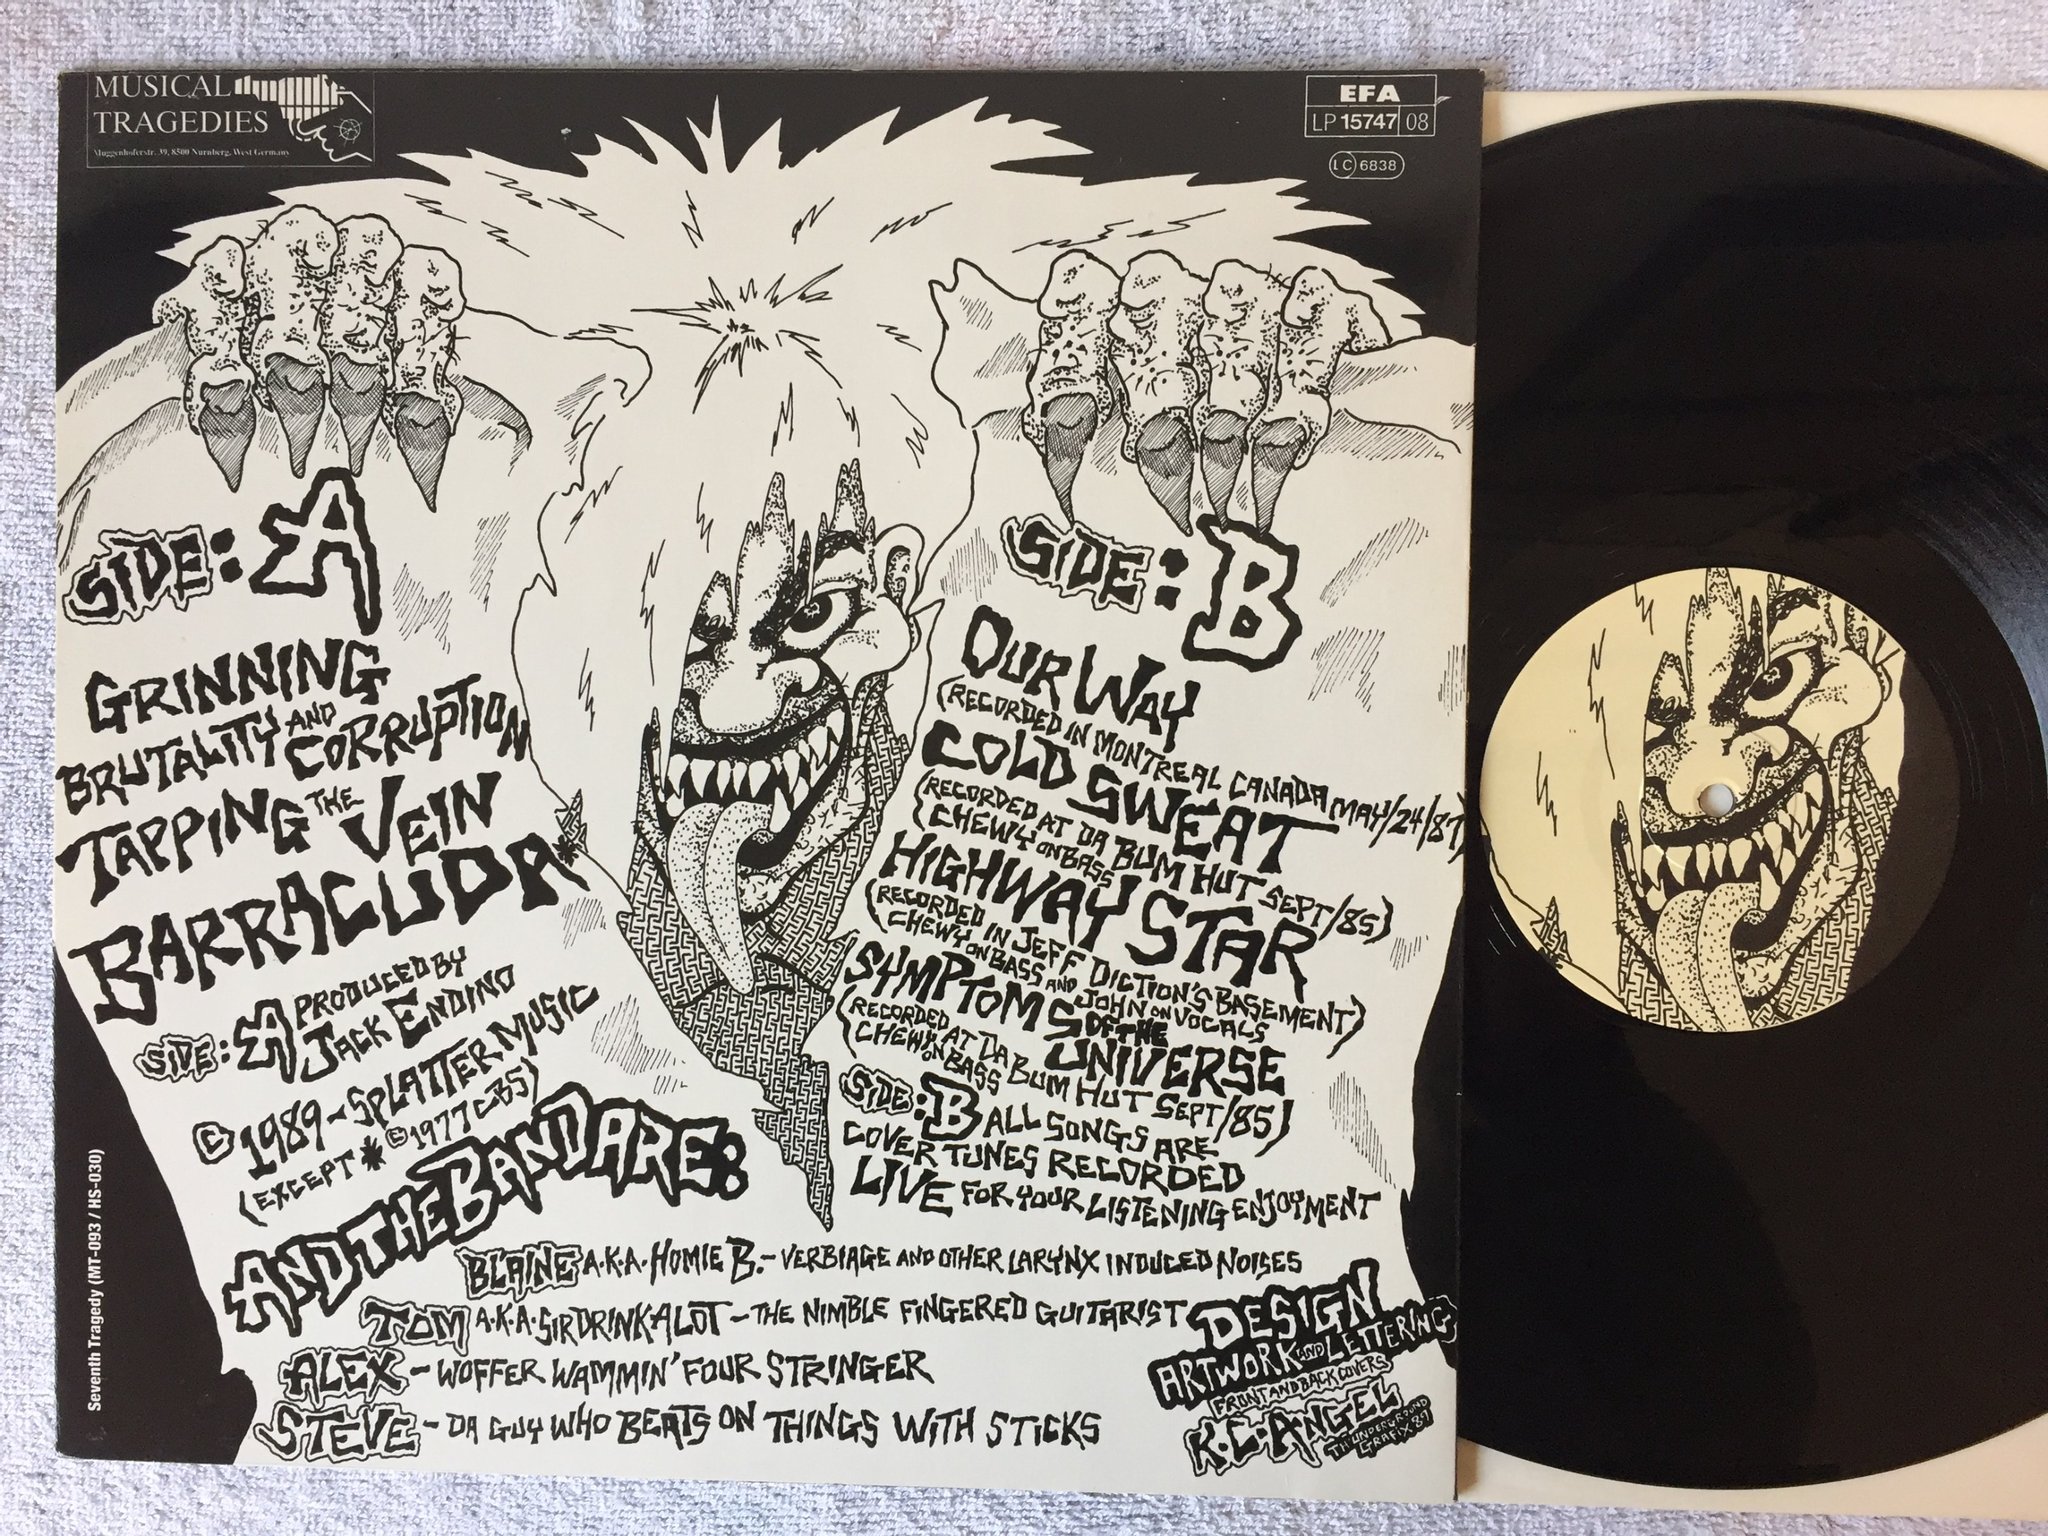 MUSICAL
TRAGEDIES
Muggenhoferstr. 39, 8500 Nurnberg, West Germany
EFA
LP 15747 08
LC 6838
SIDE: A
GRINNING
BRUTALITY AND CORRUPTION
TAPPING THE VEIN
BARRACUDA*
SIDE: A PRODUCED BY
JACK ENDINO
© 1989 - SPLATTER MUSIC
(EXCEPT * © 1977 CBS)
SIDE: B
OUR WAY
(RECORDED IN MONTREAL CANADA MAY/24/87)
COLD SWEAT
(RECORDED AT DA BUM HUT SEPT/85)
(CHEWY ON BASS
HIGHWAY STAR
(RECORDED IN JEFF DICTION'S BASEMENT)
(CHEWY ON BASS AND JOHN ON VOCALS
SYMPTOMS OF THE
UNIVERSE
(RECORDED AT DA BUM HUT SEPT/85)
CHEWY ON BASS
SIDE: B ALL SONGS ARE
COVER TUNES RECORDED
LIVE FOR YOUR LISTENING ENJOYMENT
AND THE BAND ARE:
BLAINE A.K.A. HOMIE B. - VERBIAGE AND OTHER LARYNX INDUCED NOISES
TOM A.K.A. SIR DRINKALOT - THE NIMBLE FINGERED GUITARIST
ALEX - WOFFER WAMMIN' FOUR STRINGER
STEVE - DA GUY WHO BEATS ON THINGS WITH STICKS
DESIGN
ARTWORK AND LETTERING
FRONT AND BACK COVERS
K.C. ANGEL
THUNDERGROUND
GRAFIX 89
Seventh Tragedy (MT-093 / HS-030)